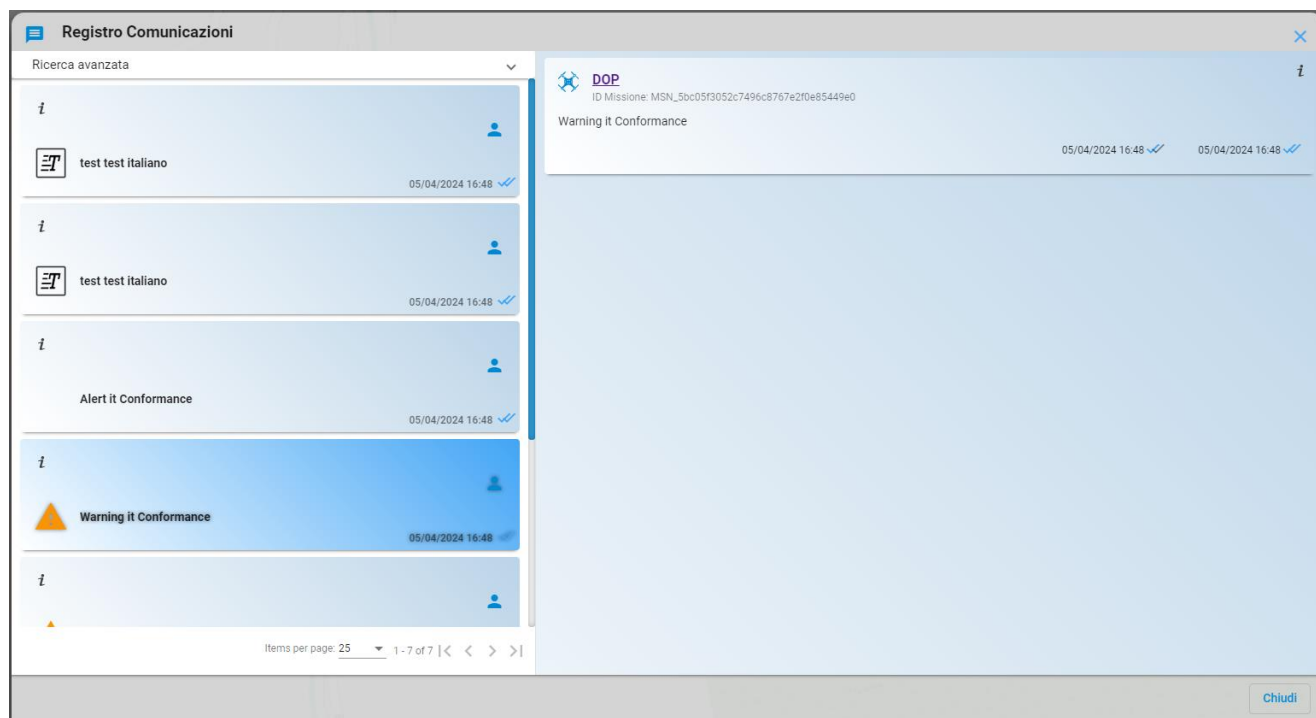 Registro Comunicazioni
Ricerca avanzata
i
test test italiano
05/04/2024 16:48
i
test test italiano
05/04/2024 16:48
i
Alert it Conformance
05/04/2024 16:48
i
Warning it Conformance
05/04/2024 16:48
i
Items per page: 25 1 - 7 of 7
i
DOP
ID Missione: MSN_5bc05f3052c7496c8767e2f0e85449e0
Warning it Conformance
05/04/2024 16:48 05/04/2024 16:48
Chiudi